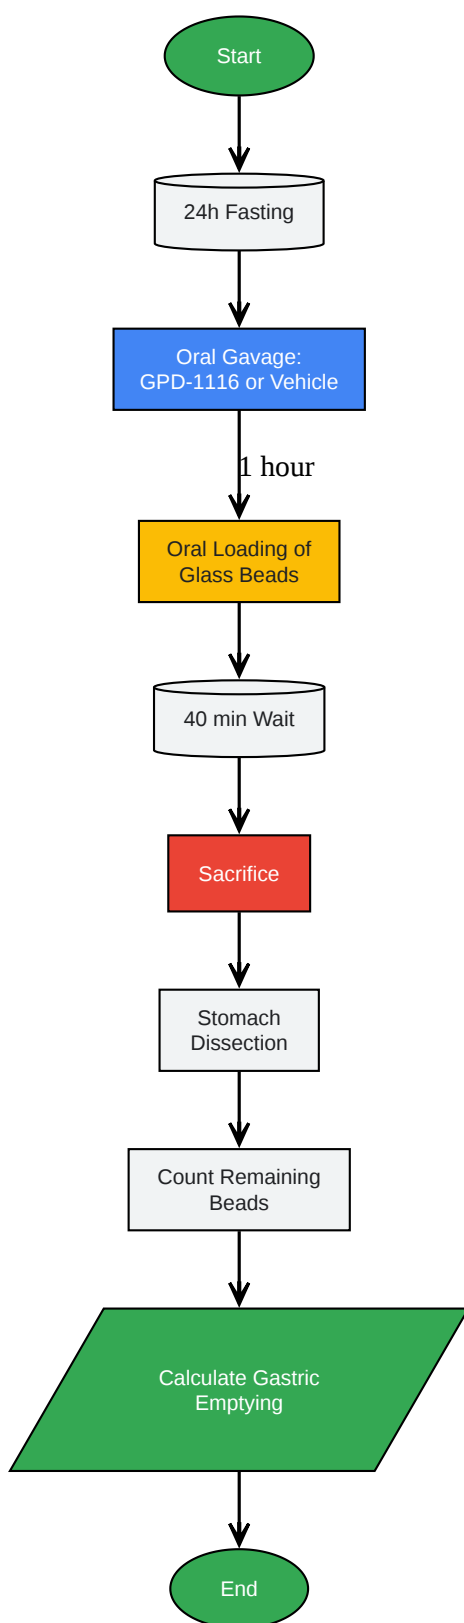 Start
24h Fasting
Oral Gavage:
GPD-1116 or Vehicle
1 hour
Oral Loading of
Glass Beads
40 min Wait
Sacrifice
Stomach
Dissection
Count Remaining
Beads
Calculate Gastric
Emptying
End